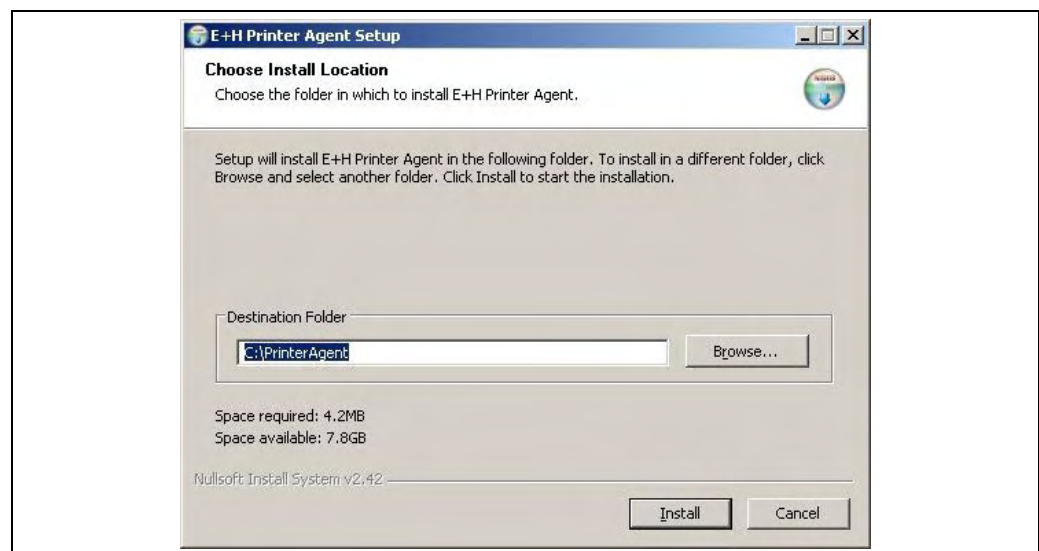 E+H Printer Agent Setup
Choose Install Location
Choose the folder in which to install E+H Printer Agent.
Setup will install E+H Printer Agent in the following folder. To install in a different folder, click
Browse and select another folder. Click Install to start the installation.
Destination Folder
C:\PrinterAgent
Browse...
Space required: 4.2MB
Space available: 7.8GB
Nullsoft Install System v2.42
Install Cancel